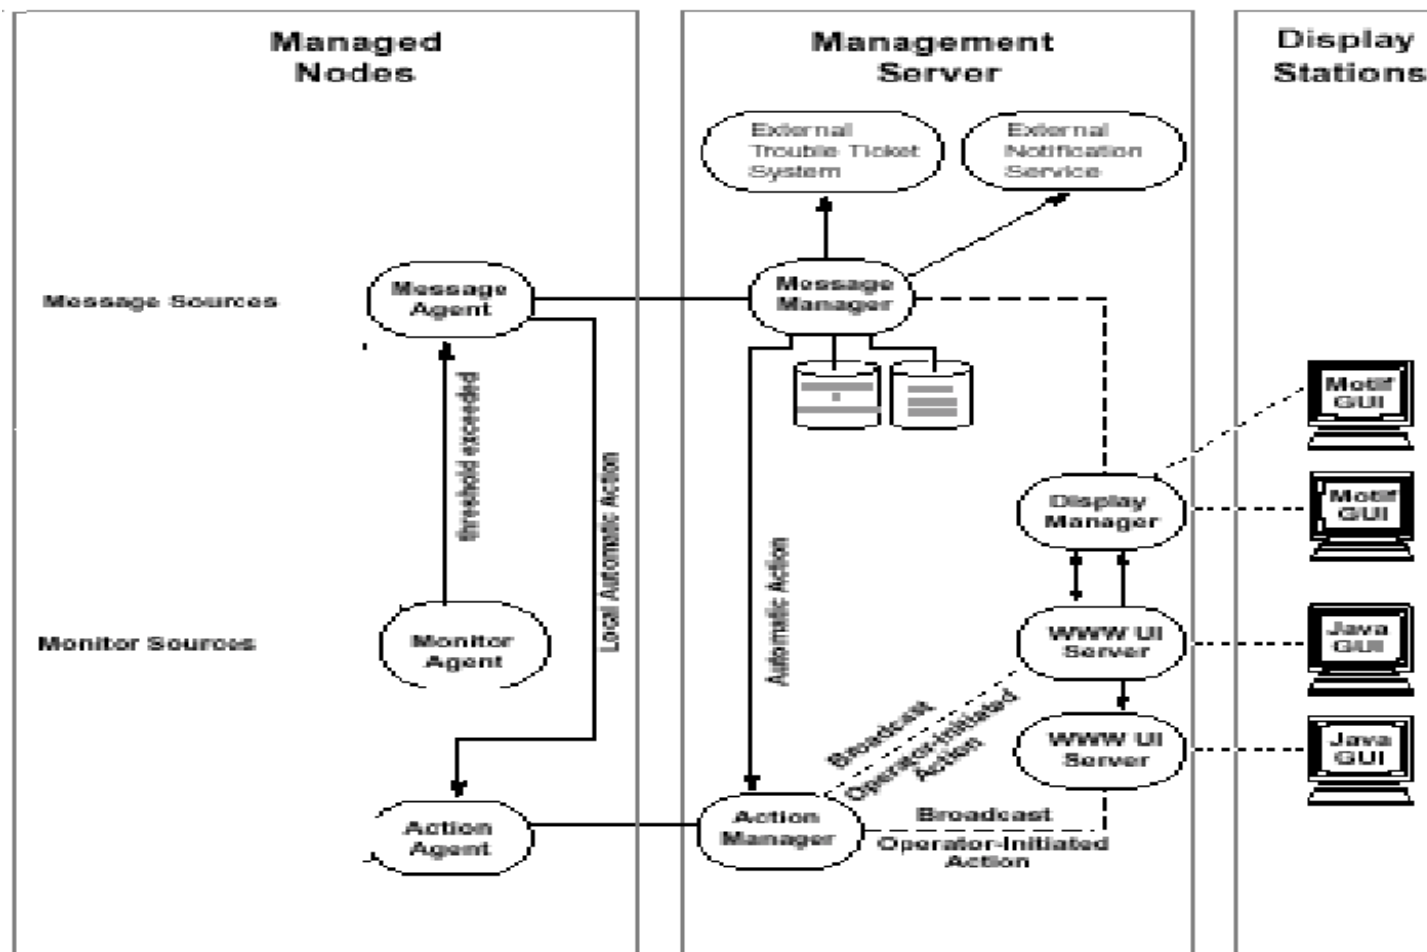 Managed
Nodes
Management
Server
Display
Stations
External
Trouble Ticket
System
External
Notification
Service
Message Sources
Message
Agent
Message
Manager
threshold exceeded
Local Automatic Action
Automatic Action
Motif
GUI
Display
Manager
Motif
GUI
Monitor Sources
Monitor
Agent
WWW UI
Server
Java
GUI
Broadcast
Operator-Initiated
Action
WWW UI
Server
Java
GUI
Action
Agent
Action
Manager
Broadcast
Operator-Initiated
Action